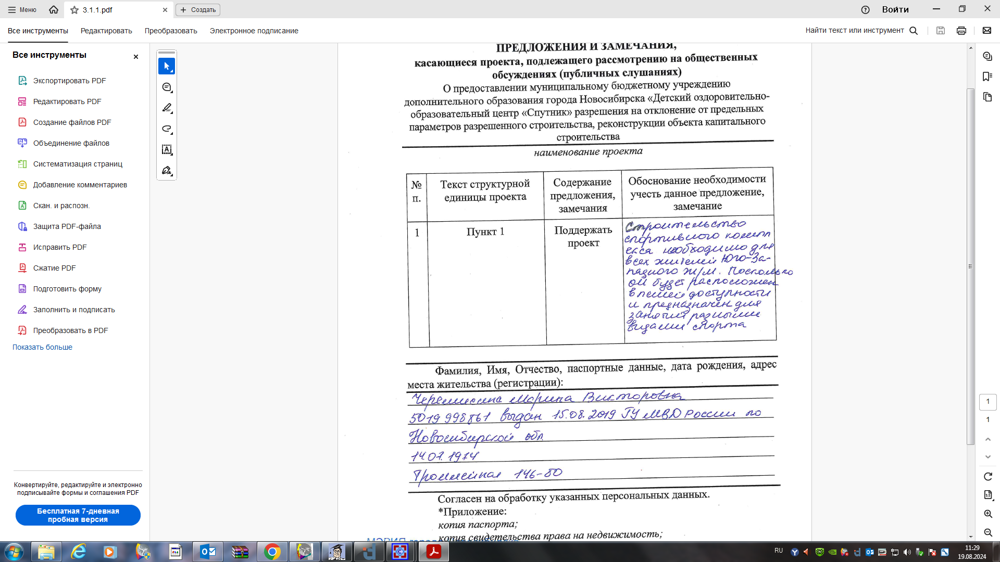 Меню
3.1.1.pdf
Создать
Войти
Все инструменты
Редактировать
Преобразовать
Электронное подписание
Найти текст или инструмент
Все инструменты
Экспортировать PDF
Редактировать PDF
Создание файлов PDF
Объединение файлов
Систематизация страниц
Добавление комментариев
Скан. и распозн.
Защита PDF-файла
Исправить PDF
Сжатие PDF
Подготовить форму
Заполнить и подписать
Преобразовать в PDF
Показать больше
Конвертируйте, редактируйте и электронно
подписывайте формы и соглашения PDF
Бесплатная 7-дневная
пробная версия
ПРЕДЛОЖЕНИЯ И ЗАМЕЧАНИЯ,
касающиеся проекта, подлежащего рассмотрению на общественных
обсуждениях (публичных слушаниях)
О предоставлении муниципальному бюджетному учреждению
дополнительного образования города Новосибирска «Детский оздоровительно-
образовательный центр «Спутник» разрешения на отклонение от предельных
параметров разрешенного строительства, реконструкции объекта капитального
строительства
наименование проекта
№
п.
Текст структурной
единицы проекта
Содержание
предложения,
замечания
Обоснование необходимости
учесть данное предложение,
замечание
1
Пункт 1
Поддержать
проект
Строительство
спортивного компл
екса необходимо для
всех жителей Юго-За-
падного ж/м. Поскольку
он будет расположен
в пешей доступности
и предназначен для
занятий разными
видами спорта
Фамилия, Имя, Отчество, паспортные данные, дата рождения, адрес
места жительства (регистрации):
Черемисина Марина Викторовна
5019 998861 выдан 15.08.2019 ГУ МВД России по
Новосибирской обл.
14.07.1974
Троллейная 146-80
Согласен на обработку указанных персональных данных.
*Приложение:
копия паспорта;
копия свидетельства права на недвижимость;
1
1
RU
11:29
19.08.2024